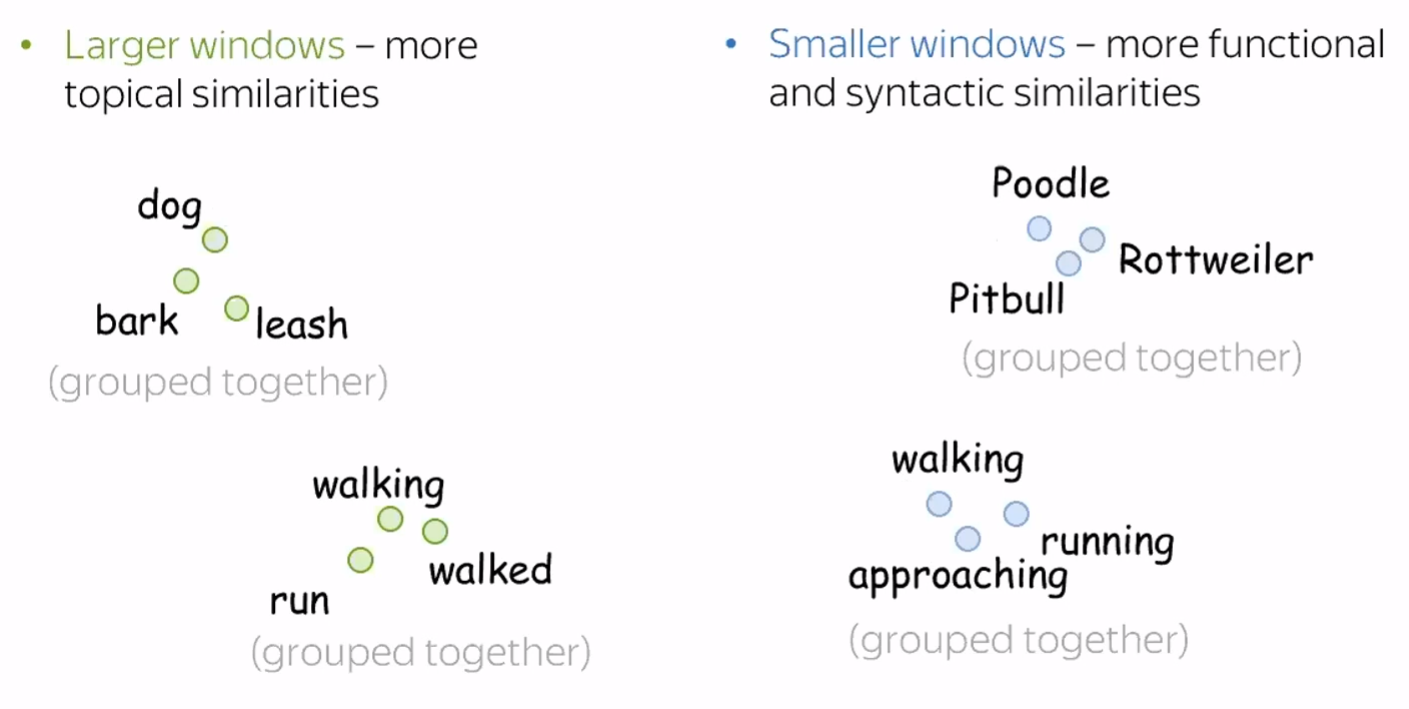 • Larger windows – more
topical similarities
dog
bark
leash
(grouped together)
walking
walked
run
(grouped together)
• Smaller windows – more functional
and syntactic similarities
Poodle
Rottweiler
Pitbull
(grouped together)
walking
running
approaching
(grouped together)